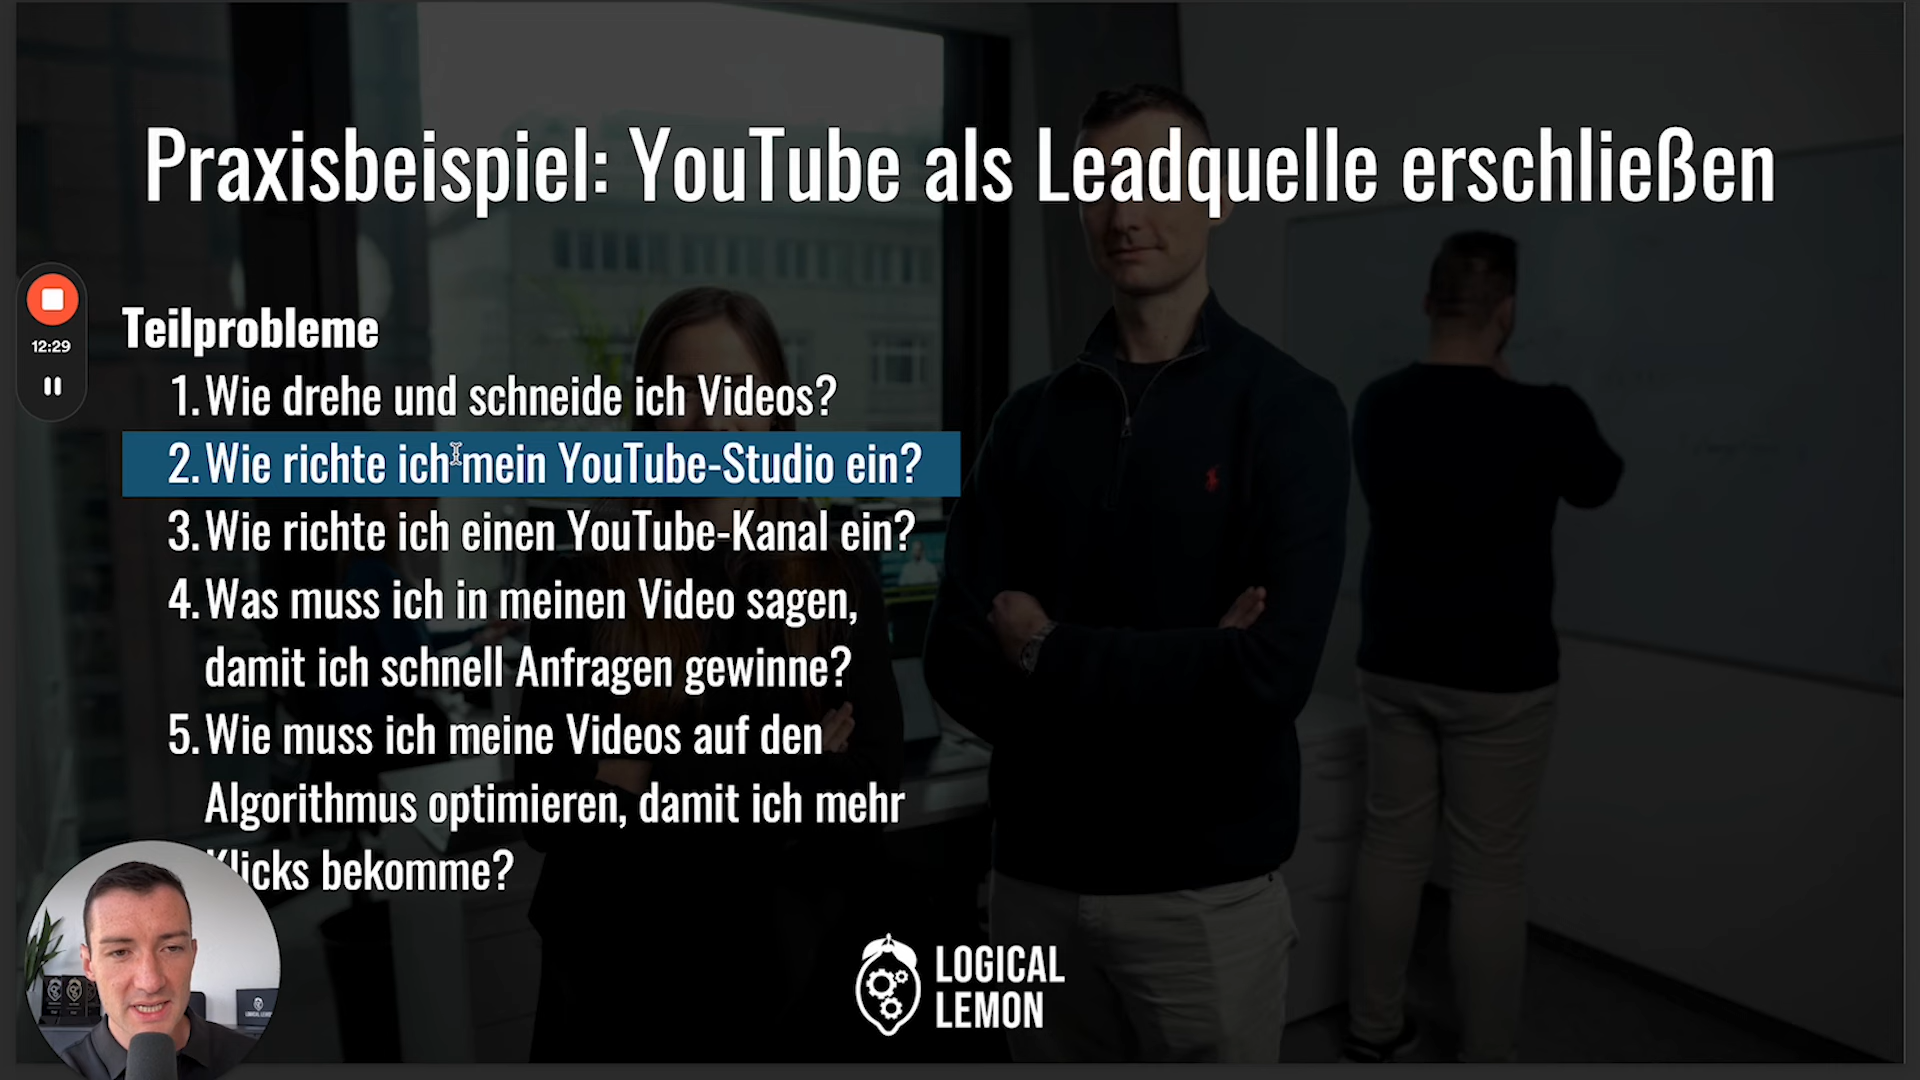 Praxisbeispiel: YouTube als Leadquelle erschließen
12:29
Teilprobleme
1. Wie drehe und schneide ich Videos?
2. Wie richte ich mein YouTube-Studio ein?
3. Wie richte ich einen YouTube-Kanal ein?
4. Was muss ich in meinen Video sagen,
damit ich schnell Anfragen gewinne?
5. Wie muss ich meine Videos auf den
Algorithmus optimieren, damit ich mehr
Klicks bekomme?
LOGICAL
LEMON